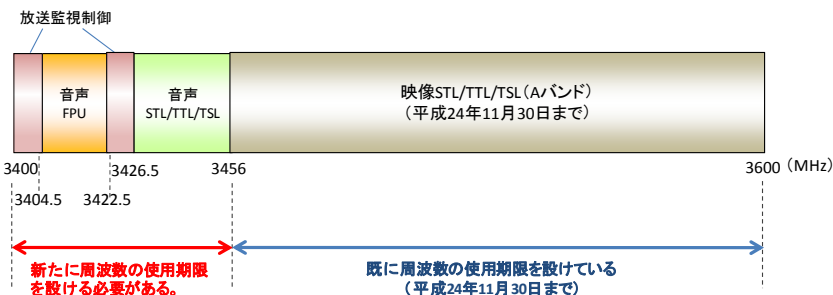 放送監視制御
音声
FPU
音声
STL/TTL/TSL
映像STL/TTL/TSL(Aバンド)
(平成24年11月30日まで)
3400
3426.5
3456
3600 (MHz)
3404.5
3422.5
新たに周波数の使用期限
を設ける必要がある。
既に周波数の使用期限を設けている
(平成24年11月30日まで)